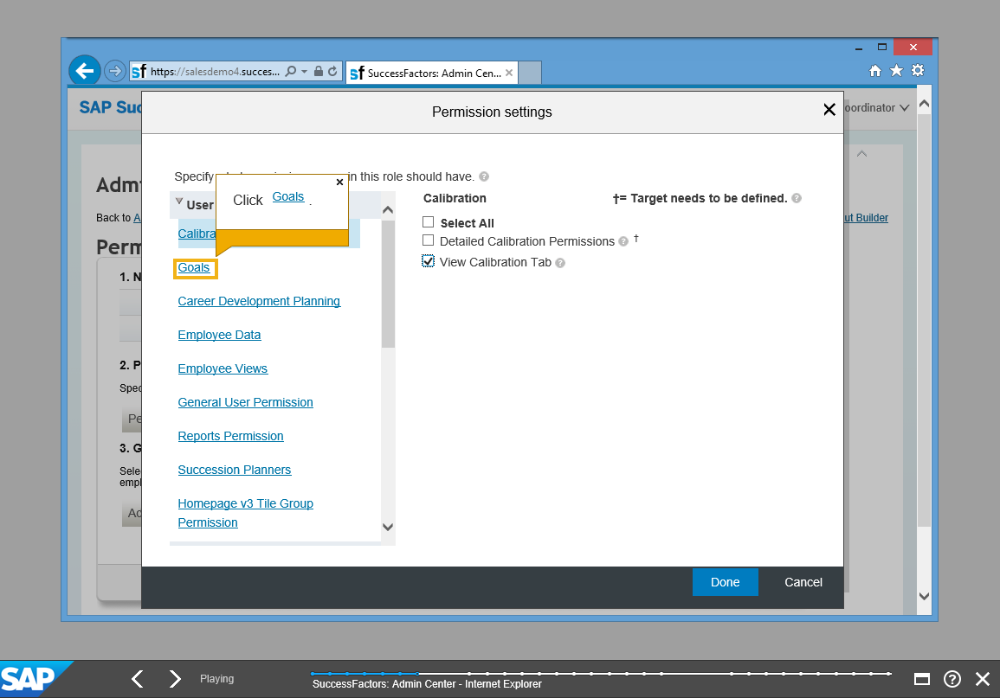 https://salesdemo4.succes...
SuccessFactors: Admin Cen...
SAP Suc
oordinator
Permission settings
Adm
Back to A
ut Builder
Specify
in this role should have.
Click Goals .
User
Calibra
Goals
Career Development Planning
Employee Data
Employee Views
General User Permission
Reports Permission
Succession Planners
Homepage v3 Tile Group
Permission
Calibration
†= Target needs to be defined.
Select All
Detailed Calibration Permissions †
View Calibration Tab
Perm
1. N
2. P
Spec
Pe
3. G
Sele
empl
Ad
Done
Cancel
SAP
Playing
SuccessFactors: Admin Center - Internet Explorer